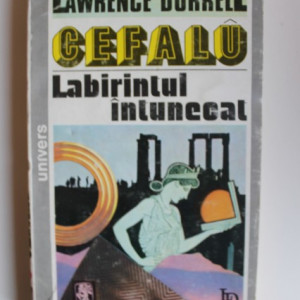 LAWRENCE DURRELL
CEFALÛ
Labirintul
întunecat
univers